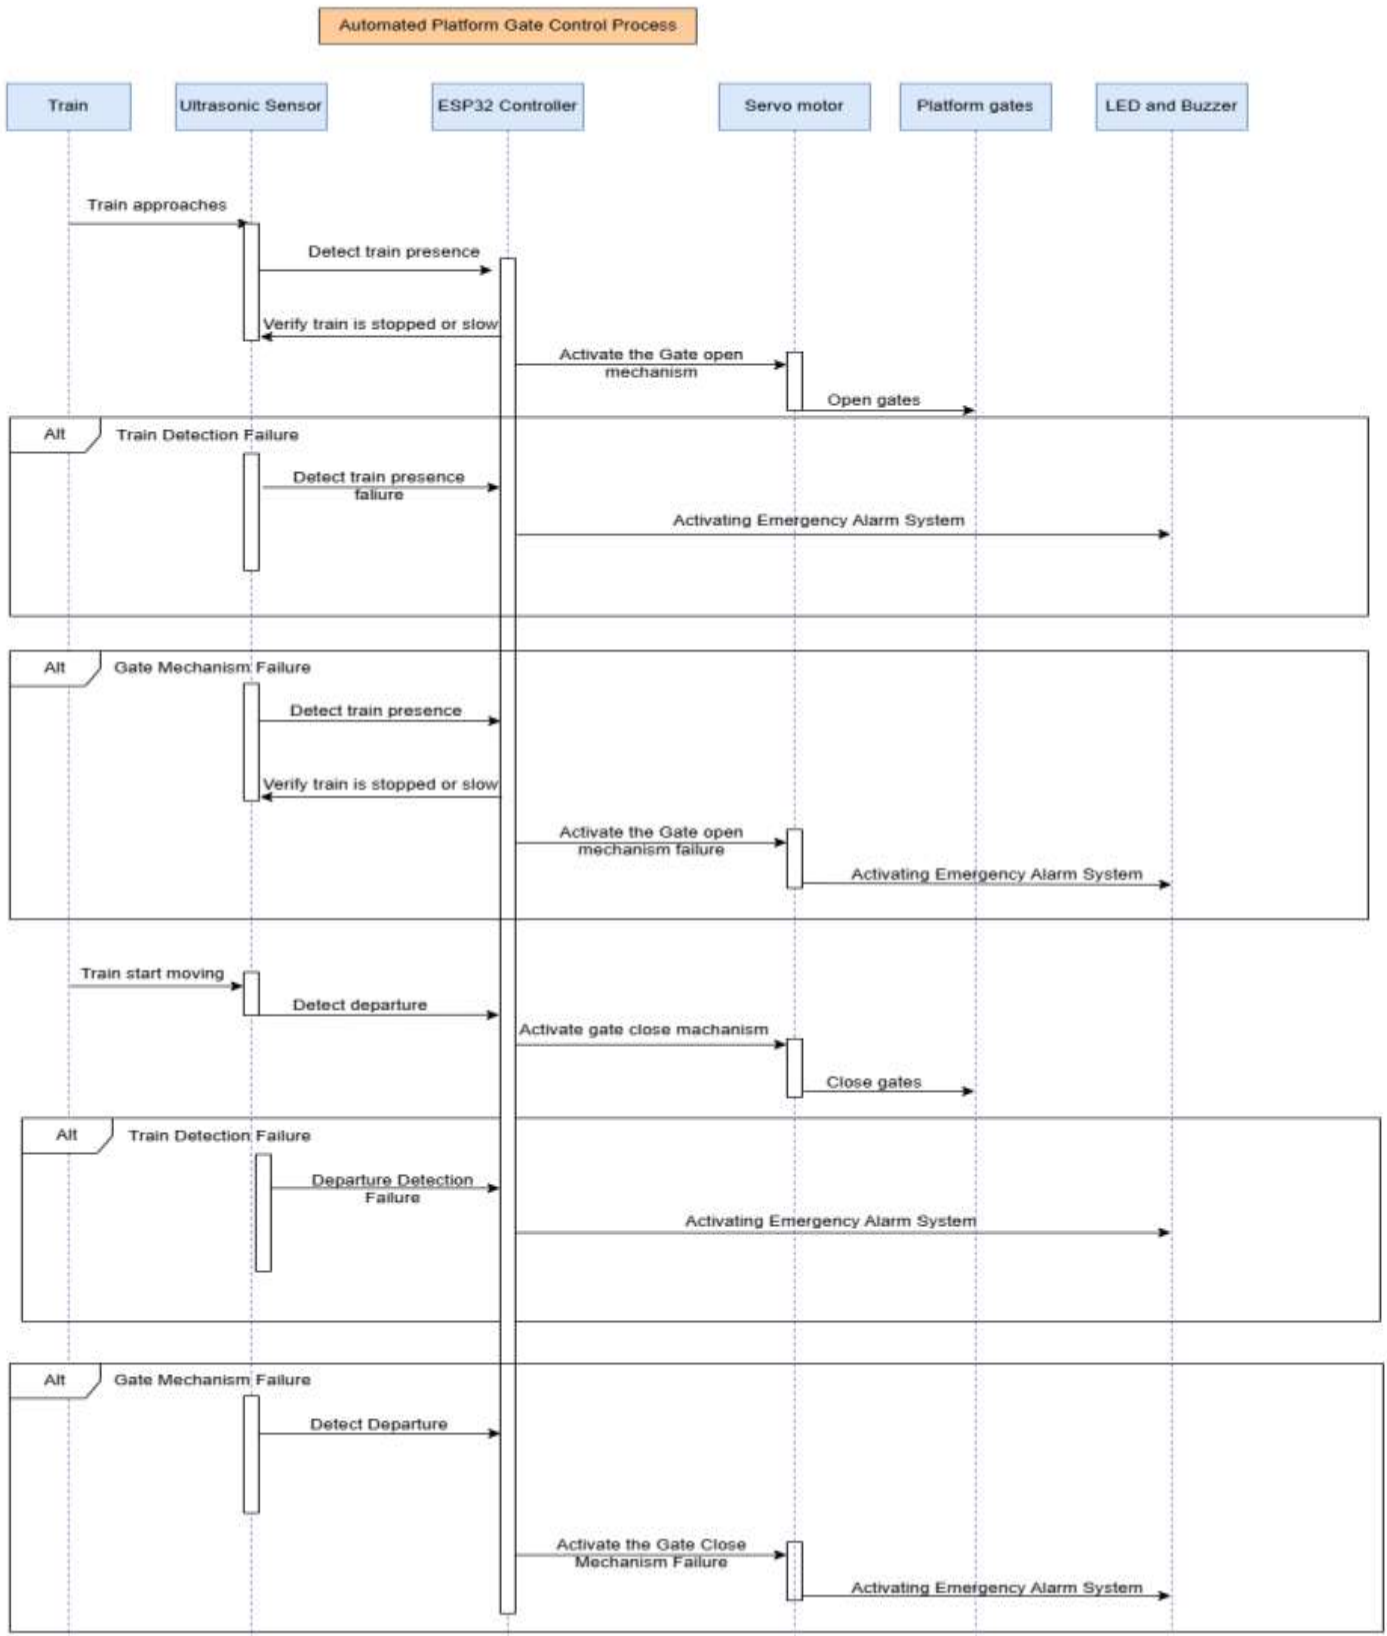 Automated Platform Gate Control Process
Train
Ultrasonic Sensor
ESP32 Controller
Servo motor
Platform gates
LED and Buzzer
Train approaches
Detect train presence
Verify train is stopped or slow
Activate the Gate open
mechanism
Open gates
Alt
Train Detection Failure
Detect train presence
faliure
Activating Emergency Alarm System
Alt
Gate Mechanism Failure
Detect train presence
Verify train is stopped or slow
Activate the Gate open
mechanism failure
Activating Emergency Alarm System
Train start moving
Detect departure
Activate gate close machanism
Close gates
Alt
Train Detection Failure
Departure Detection
Failure
Activating Emergency Alarm System
Alt
Gate Mechanism Failure
Detect Departure
Activate the Gate Close
Mechanism Failure
Activating Emergency Alarm System